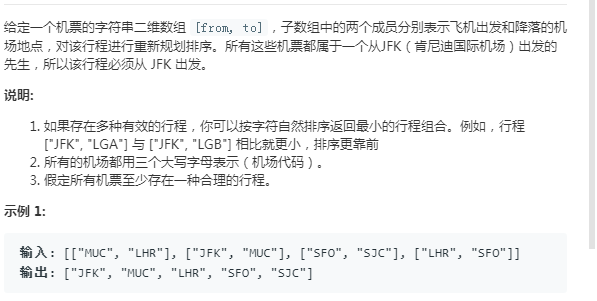 给定一个机票的字符串二维数组 [from, to]，子数组中的两个成员分别表示飞机出发和降落的机
场地点，对该行程进行重新规划排序。所有这些机票都属于一个从JFK（肯尼迪国际机场）出发的
先生，所以该行程必须从 JFK 出发。
说明:
1. 如果存在多种有效的行程，你可以按字符自然排序返回最小的行程组合。例如，行程
["JFK", "LGA"] 与 ["JFK", "LGB"] 相比就更小，排序更靠前
2. 所有的机场都用三个大写字母表示（机场代码）。
3. 假定所有机票至少存在一种合理的行程。
示例 1:
输入: [["MUC", "LHR"], ["JFK", "MUC"], ["SFO", "SJC"], ["LHR", "SFO"]]
输出: ["JFK", "MUC", "LHR", "SFO", "SJC"]